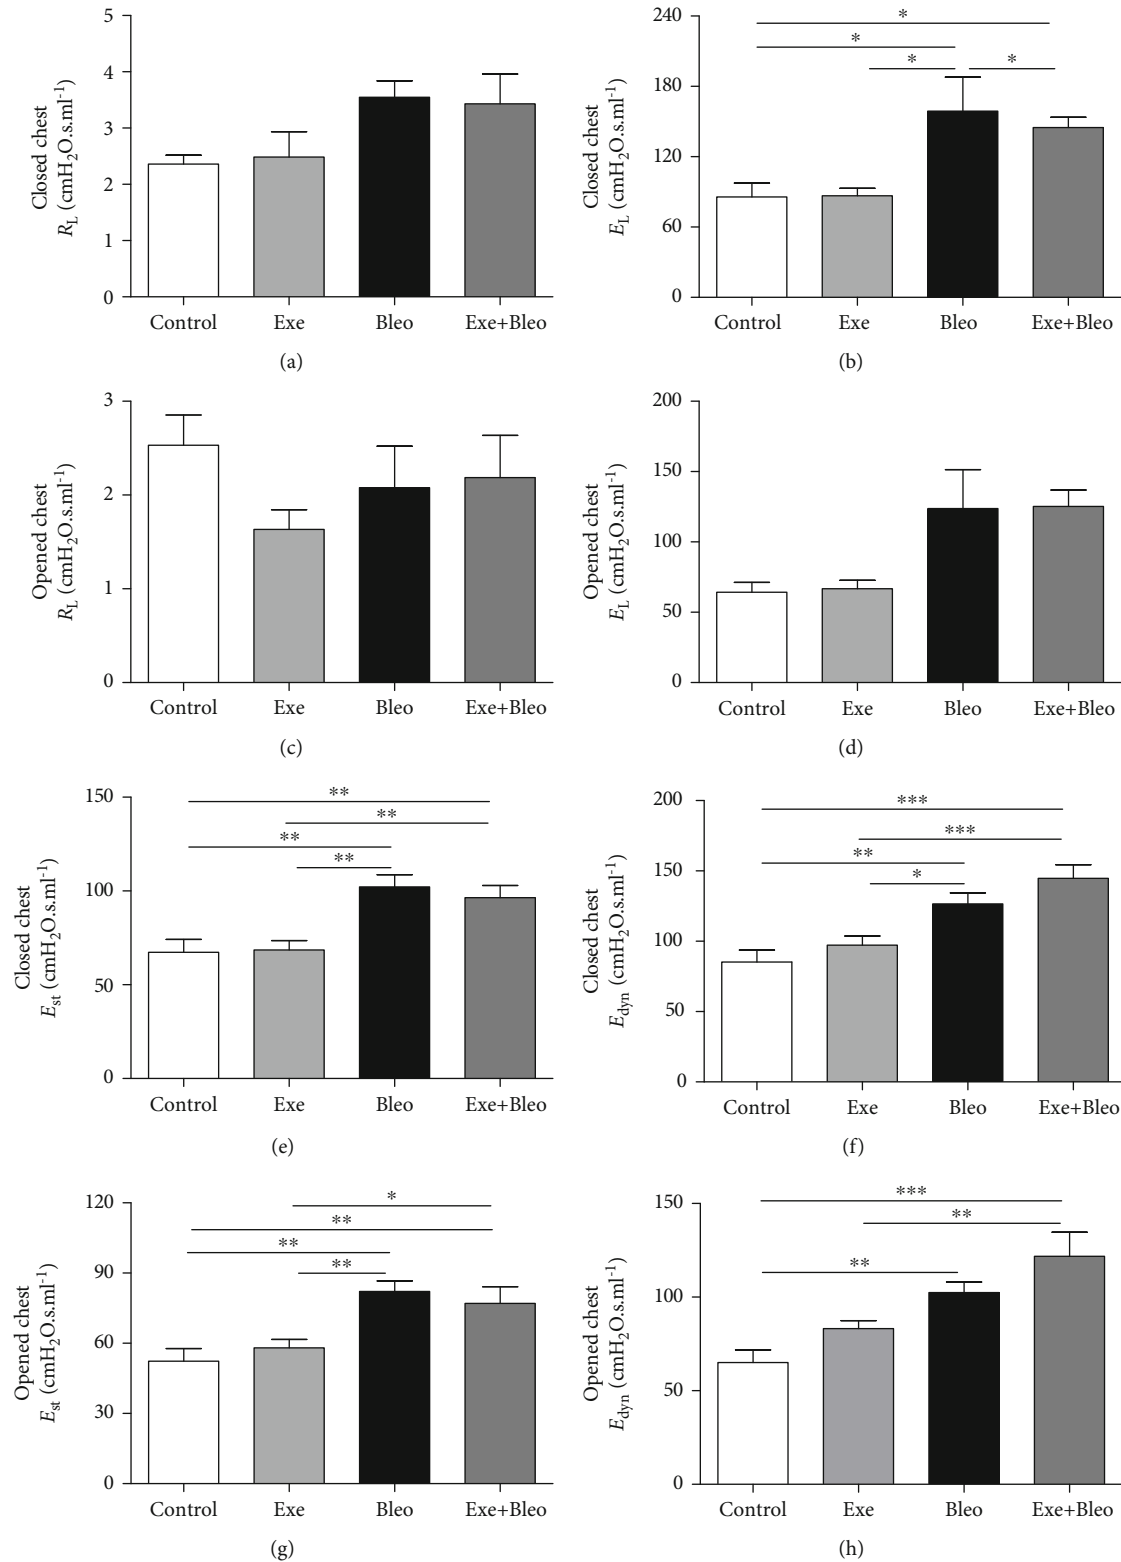 Closed chest
R_L (cmH₂O.s.ml⁻¹)
5
4
3
2
1
0
Control Exe Bleo Exe+Bleo
(a)
Closed chest
E_L (cmH₂O.s.ml⁻¹)
240
180
120
60
0
*
*
* *
Control Exe Bleo Exe+Bleo
(b)
Opened chest
R_L (cmH₂O.s.ml⁻¹)
3
2
1
0
Control Exe Bleo Exe+Bleo
(c)
Opened chest
E_L (cmH₂O.s.ml⁻¹)
200
150
100
50
0
Control Exe Bleo Exe+Bleo
(d)
Closed chest
E_st (cmH₂O.s.ml⁻¹)
150
100
50
0
**
**
**
**
Control Exe Bleo Exe+Bleo
(e)
Closed chest
E_dyn (cmH₂O.s.ml⁻¹)
200
150
100
50
0
***
***
**
*
Control Exe Bleo Exe+Bleo
(f)
Opened chest
E_st (cmH₂O.s.ml⁻¹)
120
90
60
30
0
*
**
**
**
Control Exe Bleo Exe+Bleo
(g)
Opened chest
E_dyn (cmH₂O.s.ml⁻¹)
150
100
50
0
***
**
**
Control Exe Bleo Exe+Bleo
(h)